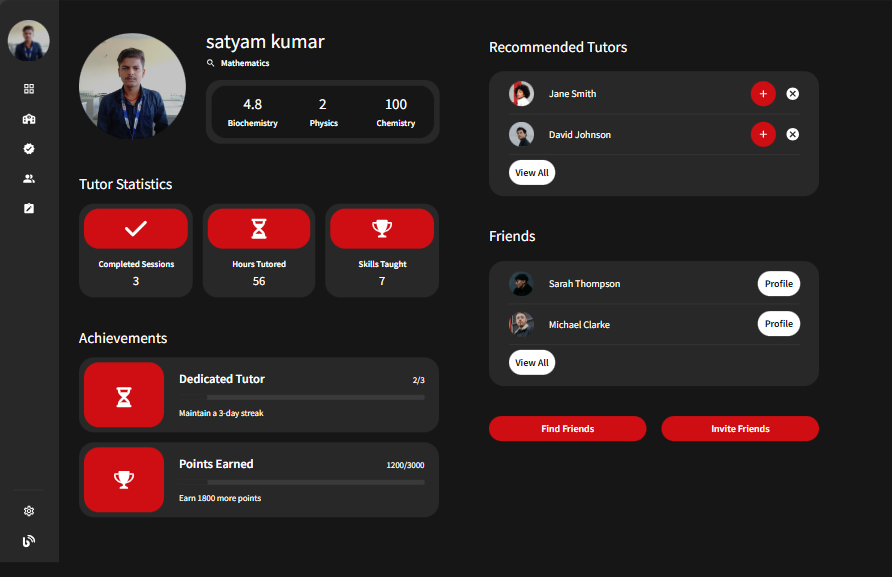 satyam kumar
Mathematics
4.8 2 100
Biochemistry Physics Chemistry
Tutor Statistics
Completed Sessions Hours Tutored Skills Taught
3 56 7
Achievements
Dedicated Tutor 2/3
Maintain a 3-day streak
Points Earned 1200/3000
Earn 1800 more points
Recommended Tutors
Jane Smith
David Johnson
View All
Friends
Sarah Thompson Profile
Michael Clarke Profile
View All
Find Friends Invite Friends